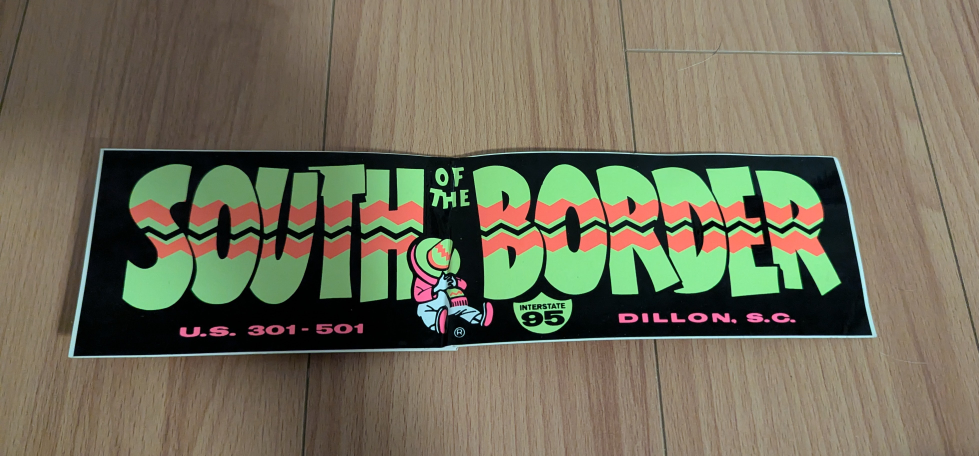 SOUTH OF THE BORDER
U.S. 301-501
®
INTERSTATE
95
DILLON, S.C.